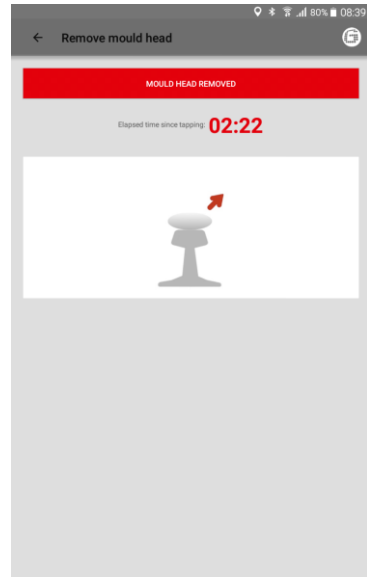 80% 08:39
Remove mould head
MOULD HEAD REMOVED
Elapsed time since tapping: 02:22